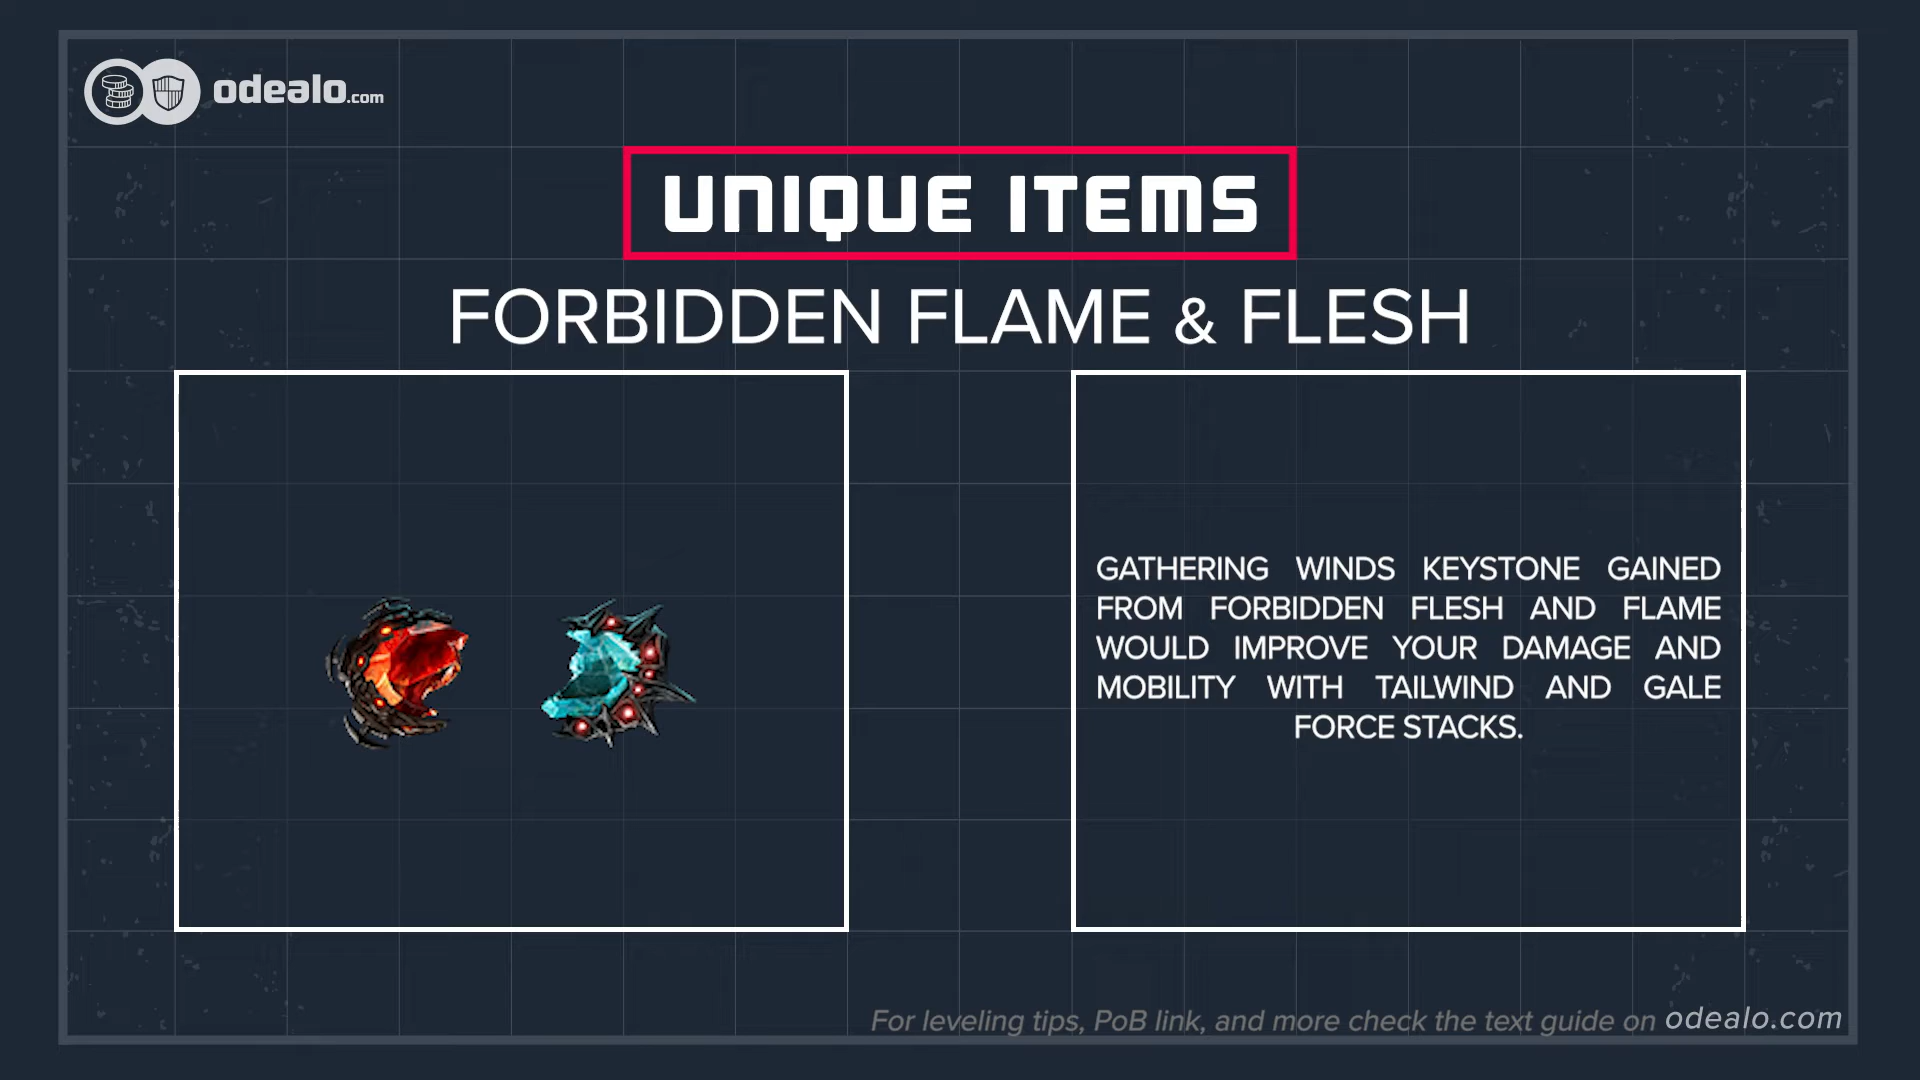 odealo.com
UNIQUE ITEMS
FORBIDDEN FLAME & FLESH
GATHERING WINDS KEYSTONE GAINED
FROM FORBIDDEN FLESH AND FLAME
WOULD IMPROVE YOUR DAMAGE AND
MOBILITY WITH TAILWIND AND GALE
FORCE STACKS.
For leveling tips, PoB link, and more check the text guide on odealo.com